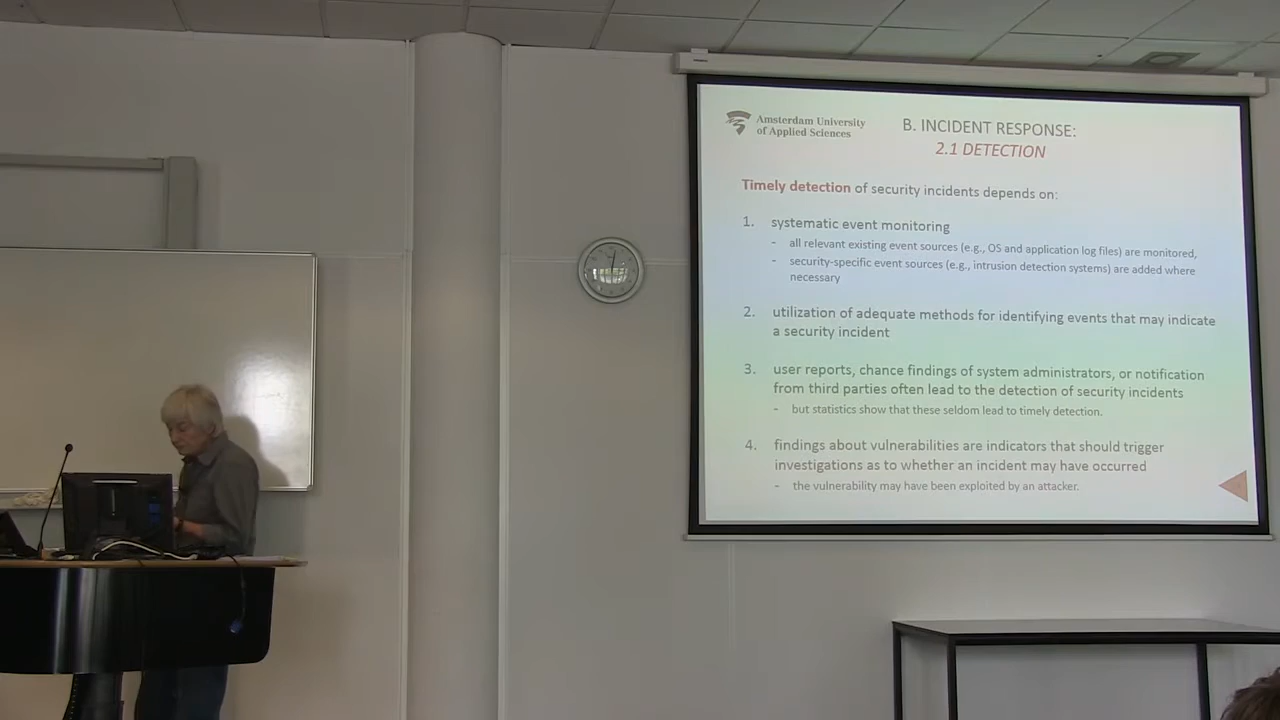 Amsterdam University
of Applied Sciences
B. INCIDENT RESPONSE:
2.1 DETECTION
Timely detection of security incidents depends on:
1. systematic event monitoring
- all relevant existing event sources (e.g., OS and application log files) are monitored,
- security-specific event sources (e.g., intrusion detection systems) are added where
necessary
2. utilization of adequate methods for identifying events that may indicate
a security incident
3. user reports, chance findings of system administrators, or notification
from third parties often lead to the detection of security incidents
- but statistics show that these seldom lead to timely detection.
4. findings about vulnerabilities are indicators that should trigger
investigations as to whether an incident may have occurred
- the vulnerability may have been exploited by an attacker.